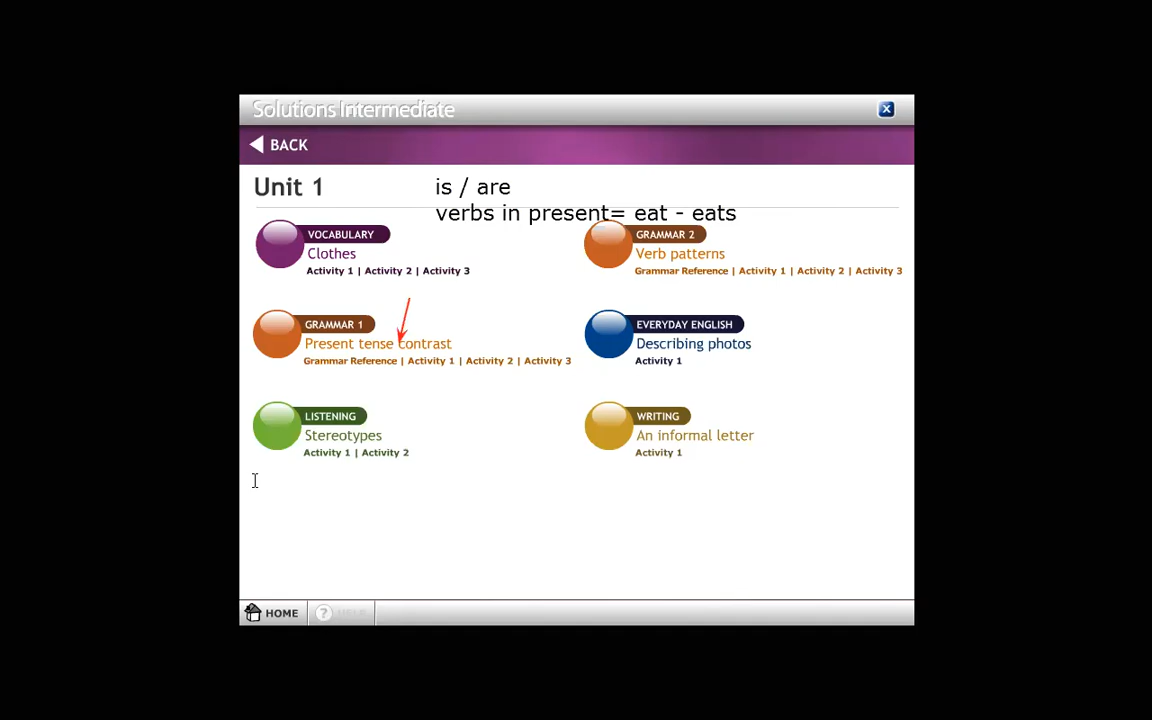 Solutions Intermediate
BACK
Unit 1
is / are
verbs in present= eat - eats
VOCABULARY
Clothes
Activity 1 | Activity 2 | Activity 3
GRAMMAR 1
Present tense contrast
Grammar Reference | Activity 1 | Activity 2 | Activity 3
LISTENING
Stereotypes
Activity 1 | Activity 2
GRAMMAR 2
Verb patterns
Grammar Reference | Activity 1 | Activity 2 | Activity 3
EVERYDAY ENGLISH
Describing photos
Activity 1
WRITING
An informal letter
Activity 1
HOME
? HELP